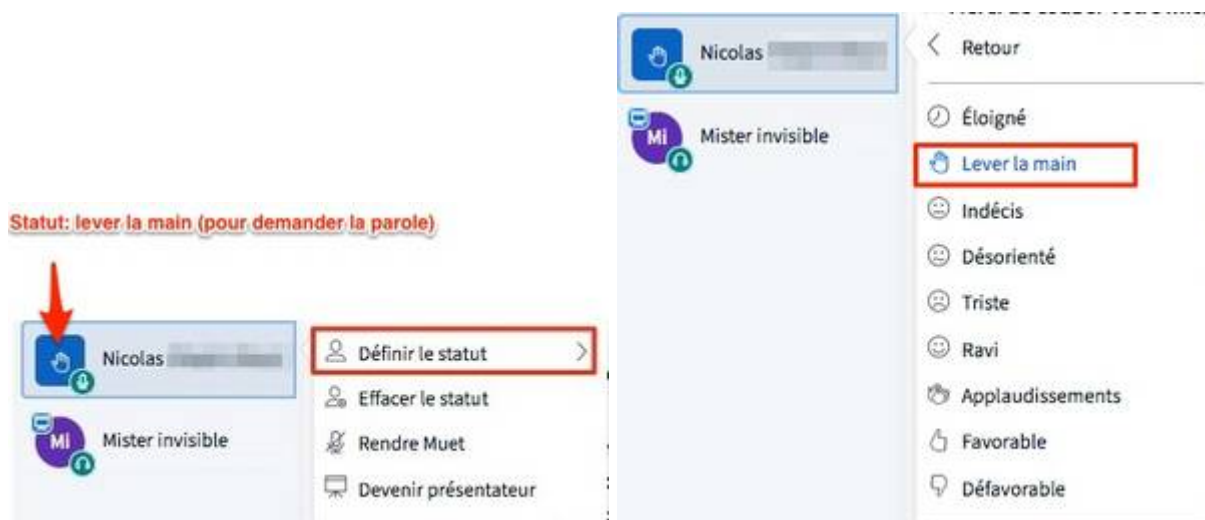 Statut: lever la main (pour demander la parole)
Nicolas
Mi
Mister invisible
Définir le statut
Effacer le statut
Rendre Muet
Devenir présentateur
Nicolas
Mi
Mister invisible
Retour
Éloigné
Lever la main
Indécis
Désorienté
Triste
Ravi
Applaudissements
Favorable
Défavorable